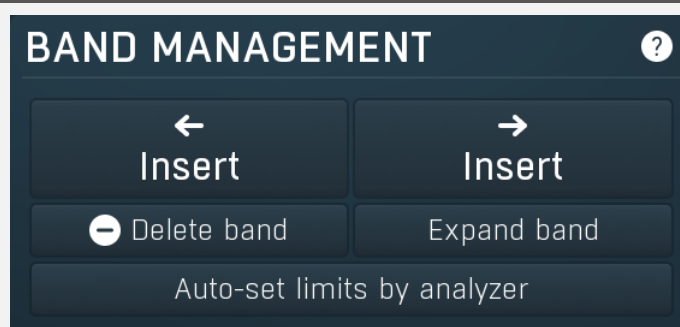 BAND MANAGEMENT ?
← →
Insert Insert
Delete band Expand band
Auto-set limits by analyzer